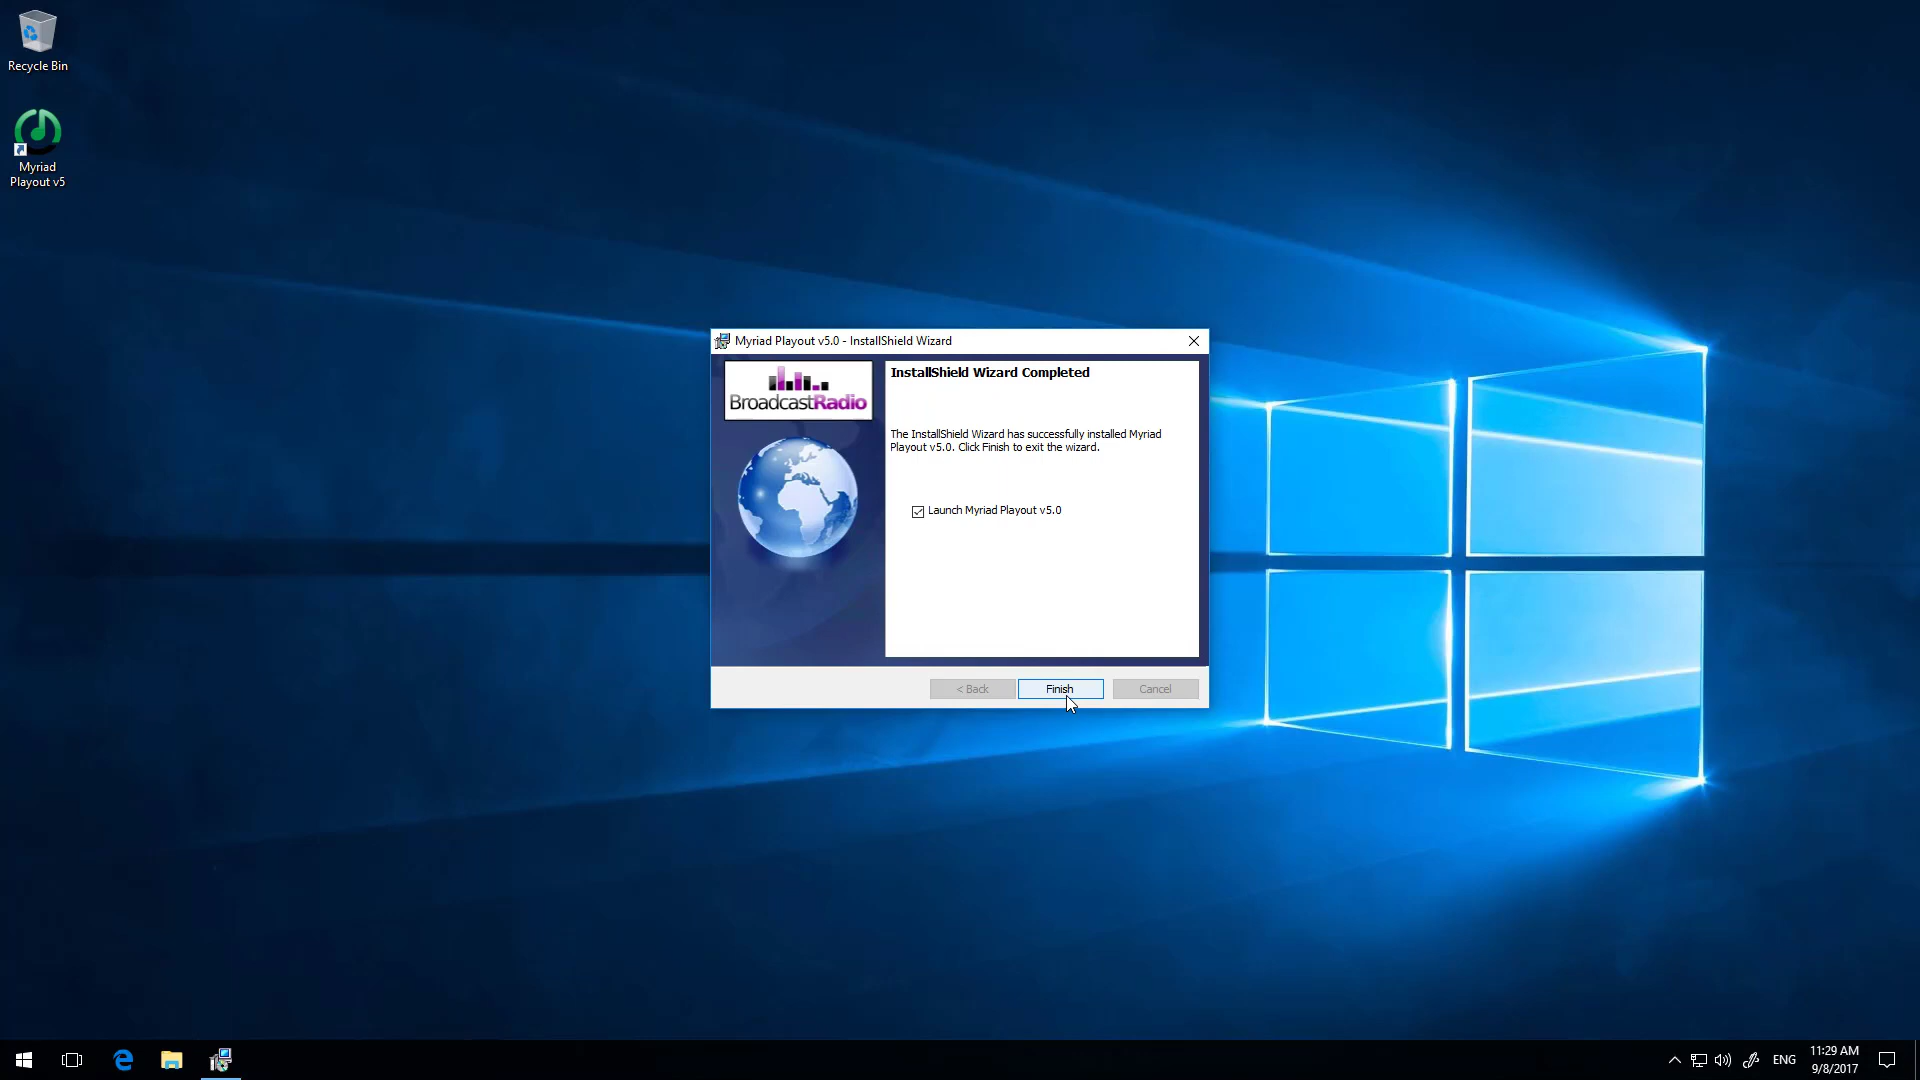 Recycle Bin
Myriad
Playout v5
Myriad Playout v5.0 - InstallShield Wizard
BroadcastRadio
InstallShield Wizard Completed
The InstallShield Wizard has successfully installed Myriad
Playout v5.0. Click Finish to exit the wizard.
Launch Myriad Playout v5.0
< Back
Finish
Cancel
ENG
11:29 AM
9/8/2017